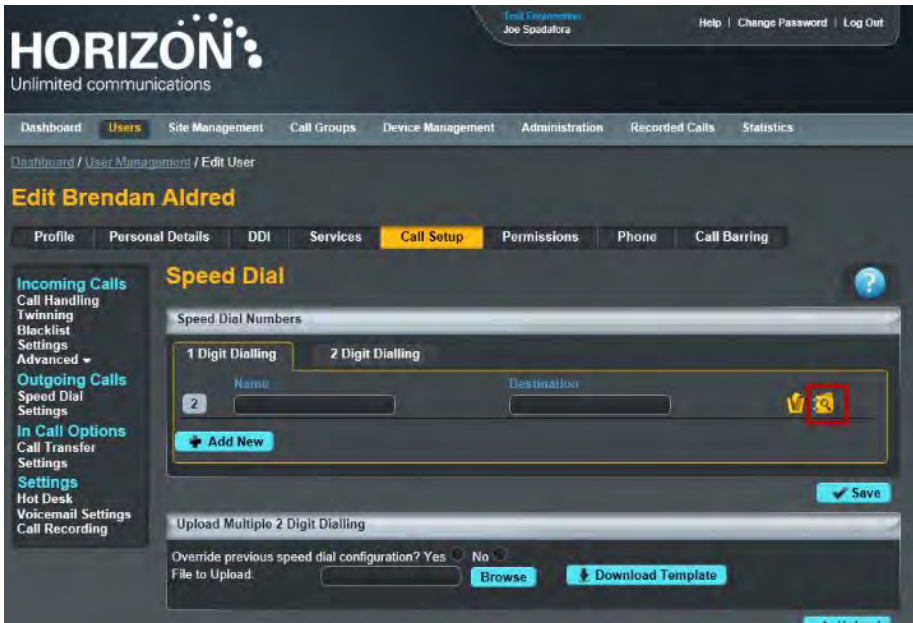 Test Engineering
Joe Spadafora
Help | Change Password | Log Out
HORIZON
Unlimited communications
Dashboard Users Site Management Call Groups Device Management Administration Recorded Calls Statistics
Dashboard / User Management / Edit User
Edit Brendan Aldred
Profile Personal Details DDI Services Call Setup Permissions Phone Call Barring
Incoming Calls
Call Handling
Twinning
Blacklist
Settings
Advanced
Outgoing Calls
Speed Dial
Settings
In Call Options
Call Transfer
Settings
Settings
Hot Desk
Voicemail Settings
Call Recording
Speed Dial
?
Speed Dial Numbers
1 Digit Dialling 2 Digit Dialling
Name Destination
2
Add New
Save
Upload Multiple 2 Digit Dialling
Override previous speed dial configuration? Yes No
File to Upload: Browse Download Template